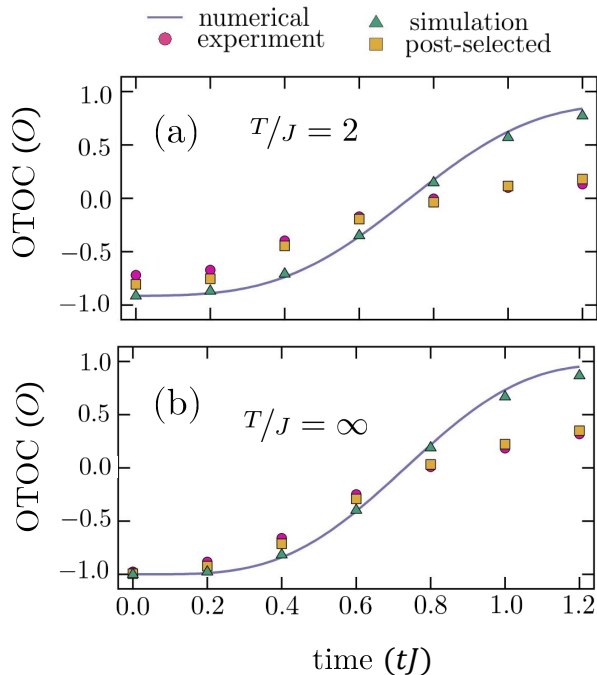 numerical simulation
experiment post-selected
1.0
(a) T/J = 2
0.5
OTOC (O)
0.0
−0.5
−1.0
1.0
(b) T/J = ∞
0.5
OTOC (O)
0.0
−0.5
−1.0
0.0 0.2 0.4 0.6 0.8 1.0 1.2
time (tJ)